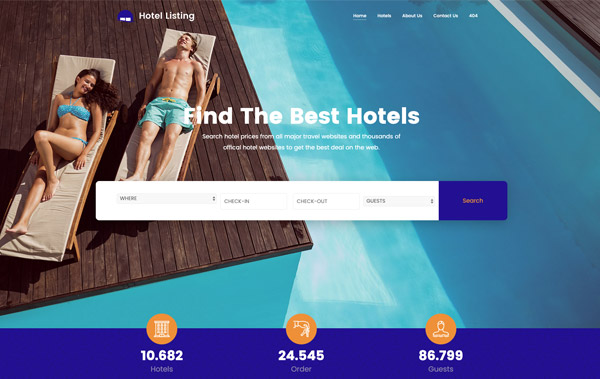 Hotel Listing
Home Hotels About Us Contact Us 404
Find The Best Hotels
Search hotel prices from all major travel websites and thousands of
offical hotel websites to get the best deal on the web.
WHERE CHECK-IN CHECK-OUT GUESTS Search
10.682 24.545 86.799
Hotels Order Guests